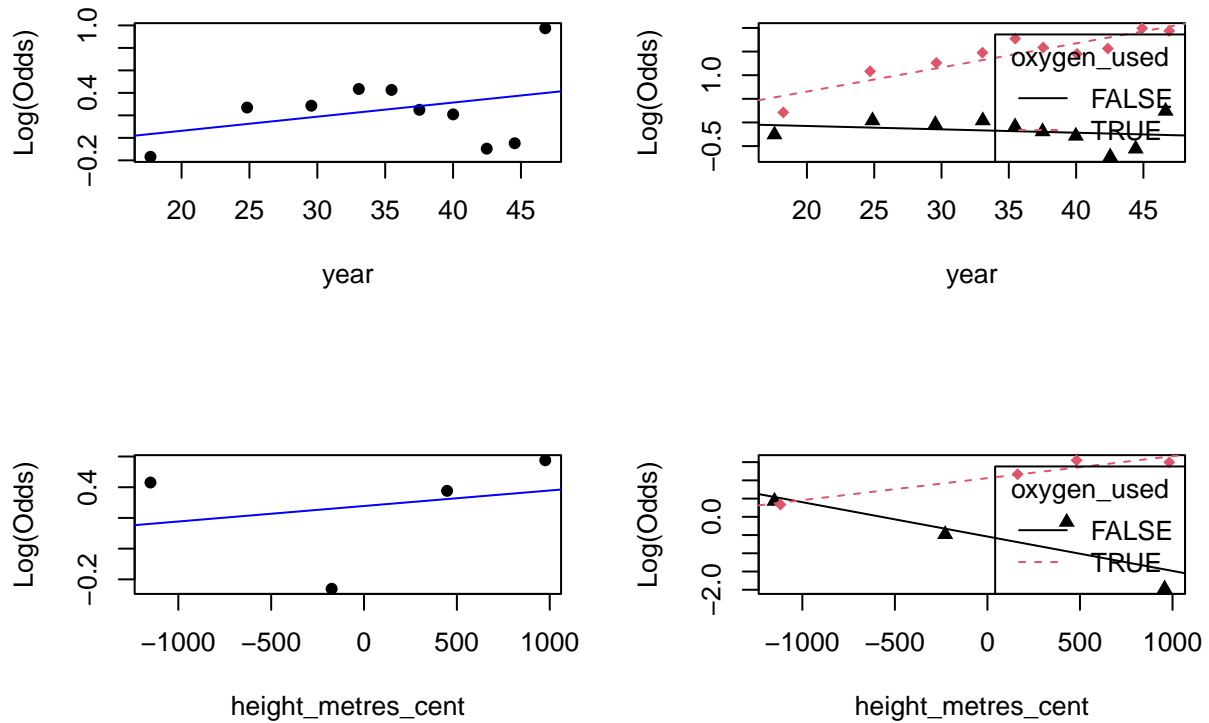 Log(Odds)
1.0
0.4
−0.2
20 25 30 35 40 45
year
Log(Odds)
1.0
−0.5
oxygen_used
FALSE
TRUE
20 25 30 35 40 45
year
Log(Odds)
0.4
−0.2
−1000 −500 0 500 1000
height_metres_cent
Log(Odds)
0.0
−2.0
oxygen_used
FALSE
TRUE
−1000 −500 0 500 1000
height_metres_cent